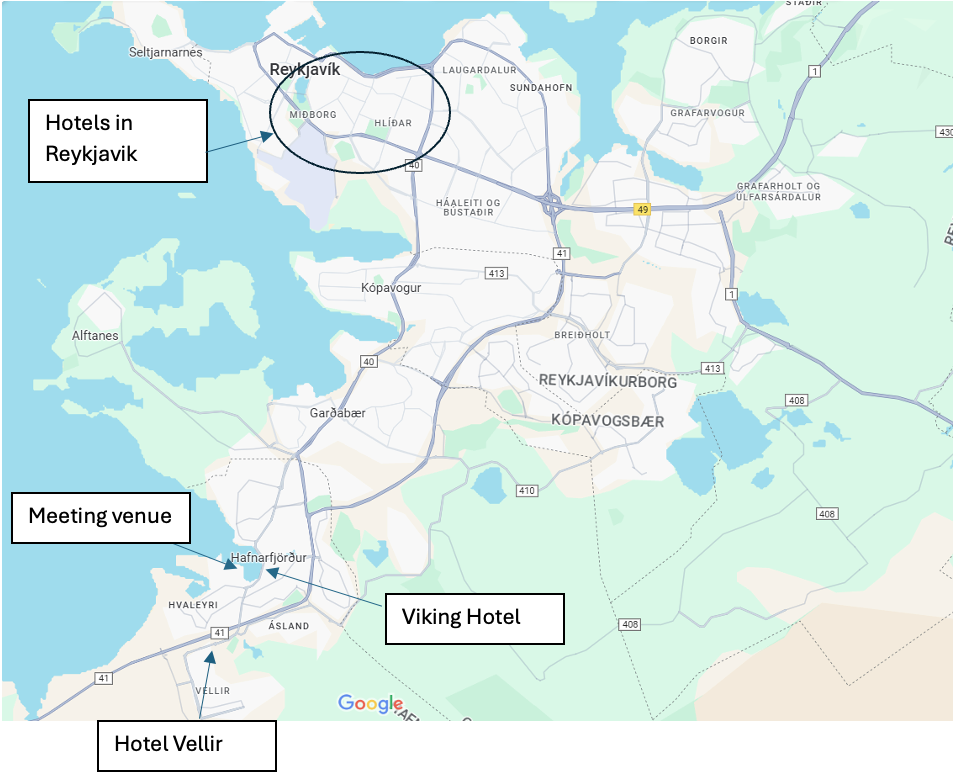 STAÐIR
Seltjarnarnes
BORGIR
Reykjavík
LAUGARDALUR
1
SUNDAHOFN
Hotels in
Reykjavik
MIÐBORG
HLÍÐAR
GRAFARVOGUR
430
40
GRAFARHOLT OG
ÚLFARSÁRDALUR
HÁALEITI OG
BÚSTAÐIR
49
41
413
Kópavogur
1
Alftanes
BREIÐHOLT
40
413
REYKJAVÍKURBORG
408
Garðabær
KÓPAVOGSBÆR
410
408
Meeting venue
Hafnarfjörður
HVALEYRI
Viking Hotel
ÁSLAND
408
41
41
VELLIR
Google
Hotel Vellir